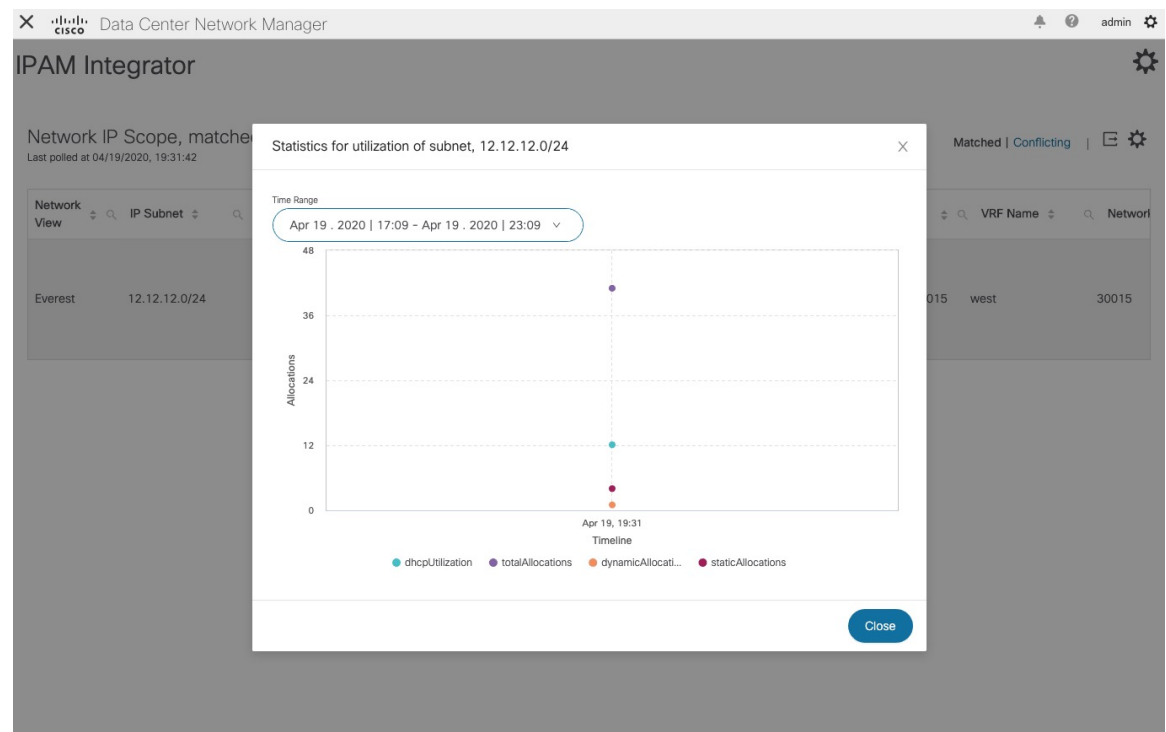 CISCO Data Center Network Manager admin
IPAM Integrator
Network IP Scope, matche
Last polled at 04/19/2020, 19:31:42
Matched | Conflicting |
Network View IP Subnet VRF Name Network
Everest 12.12.12.0/24 015 west 30015
Statistics for utilization of subnet, 12.12.12.0/24
Time Range
Apr 19 . 2020 | 17:09 - Apr 19 . 2020 | 23:09
48
36
24
12
0
Allocations
Apr 19, 19:31
Timeline
dhcpUtilization totalAllocations dynamicAllocati... staticAllocations
Close